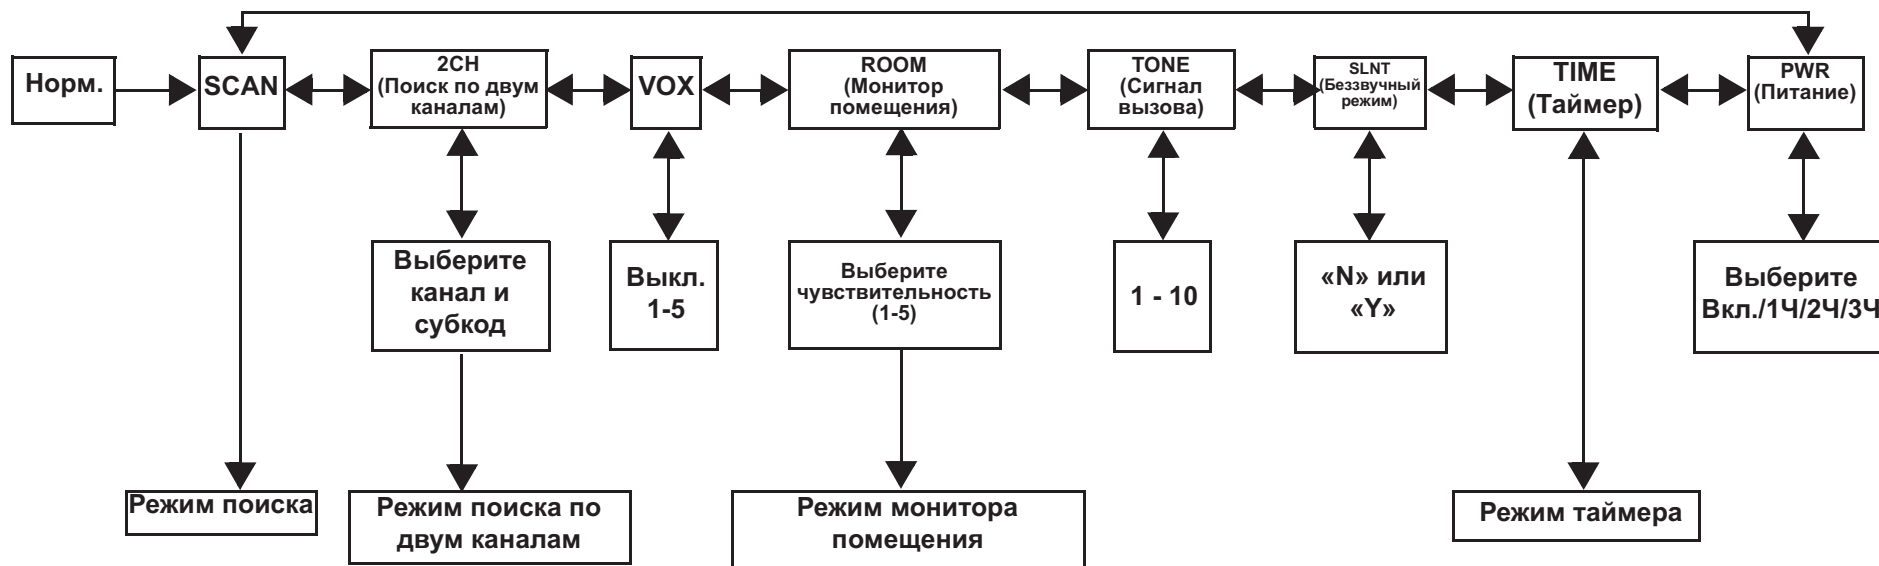 Норм.
SCAN
2CH
(Поиск по двум
каналам)
VOX
ROOM
(Монитор
помещения)
TONE
(Сигнал
вызова)
SLNT
(Беззвучный
режим)
TIME
(Таймер)
PWR
(Питание)
Выберите
канал и
субкод
Выкл.
1-5
Выберите
чувствительность
(1-5)
1 - 10
«N» или
«Y»
Выберите
Вкл./1Ч/2Ч/3Ч
Режим поиска
Режим поиска по
двум каналам
Режим монитора
помещения
Режим таймера